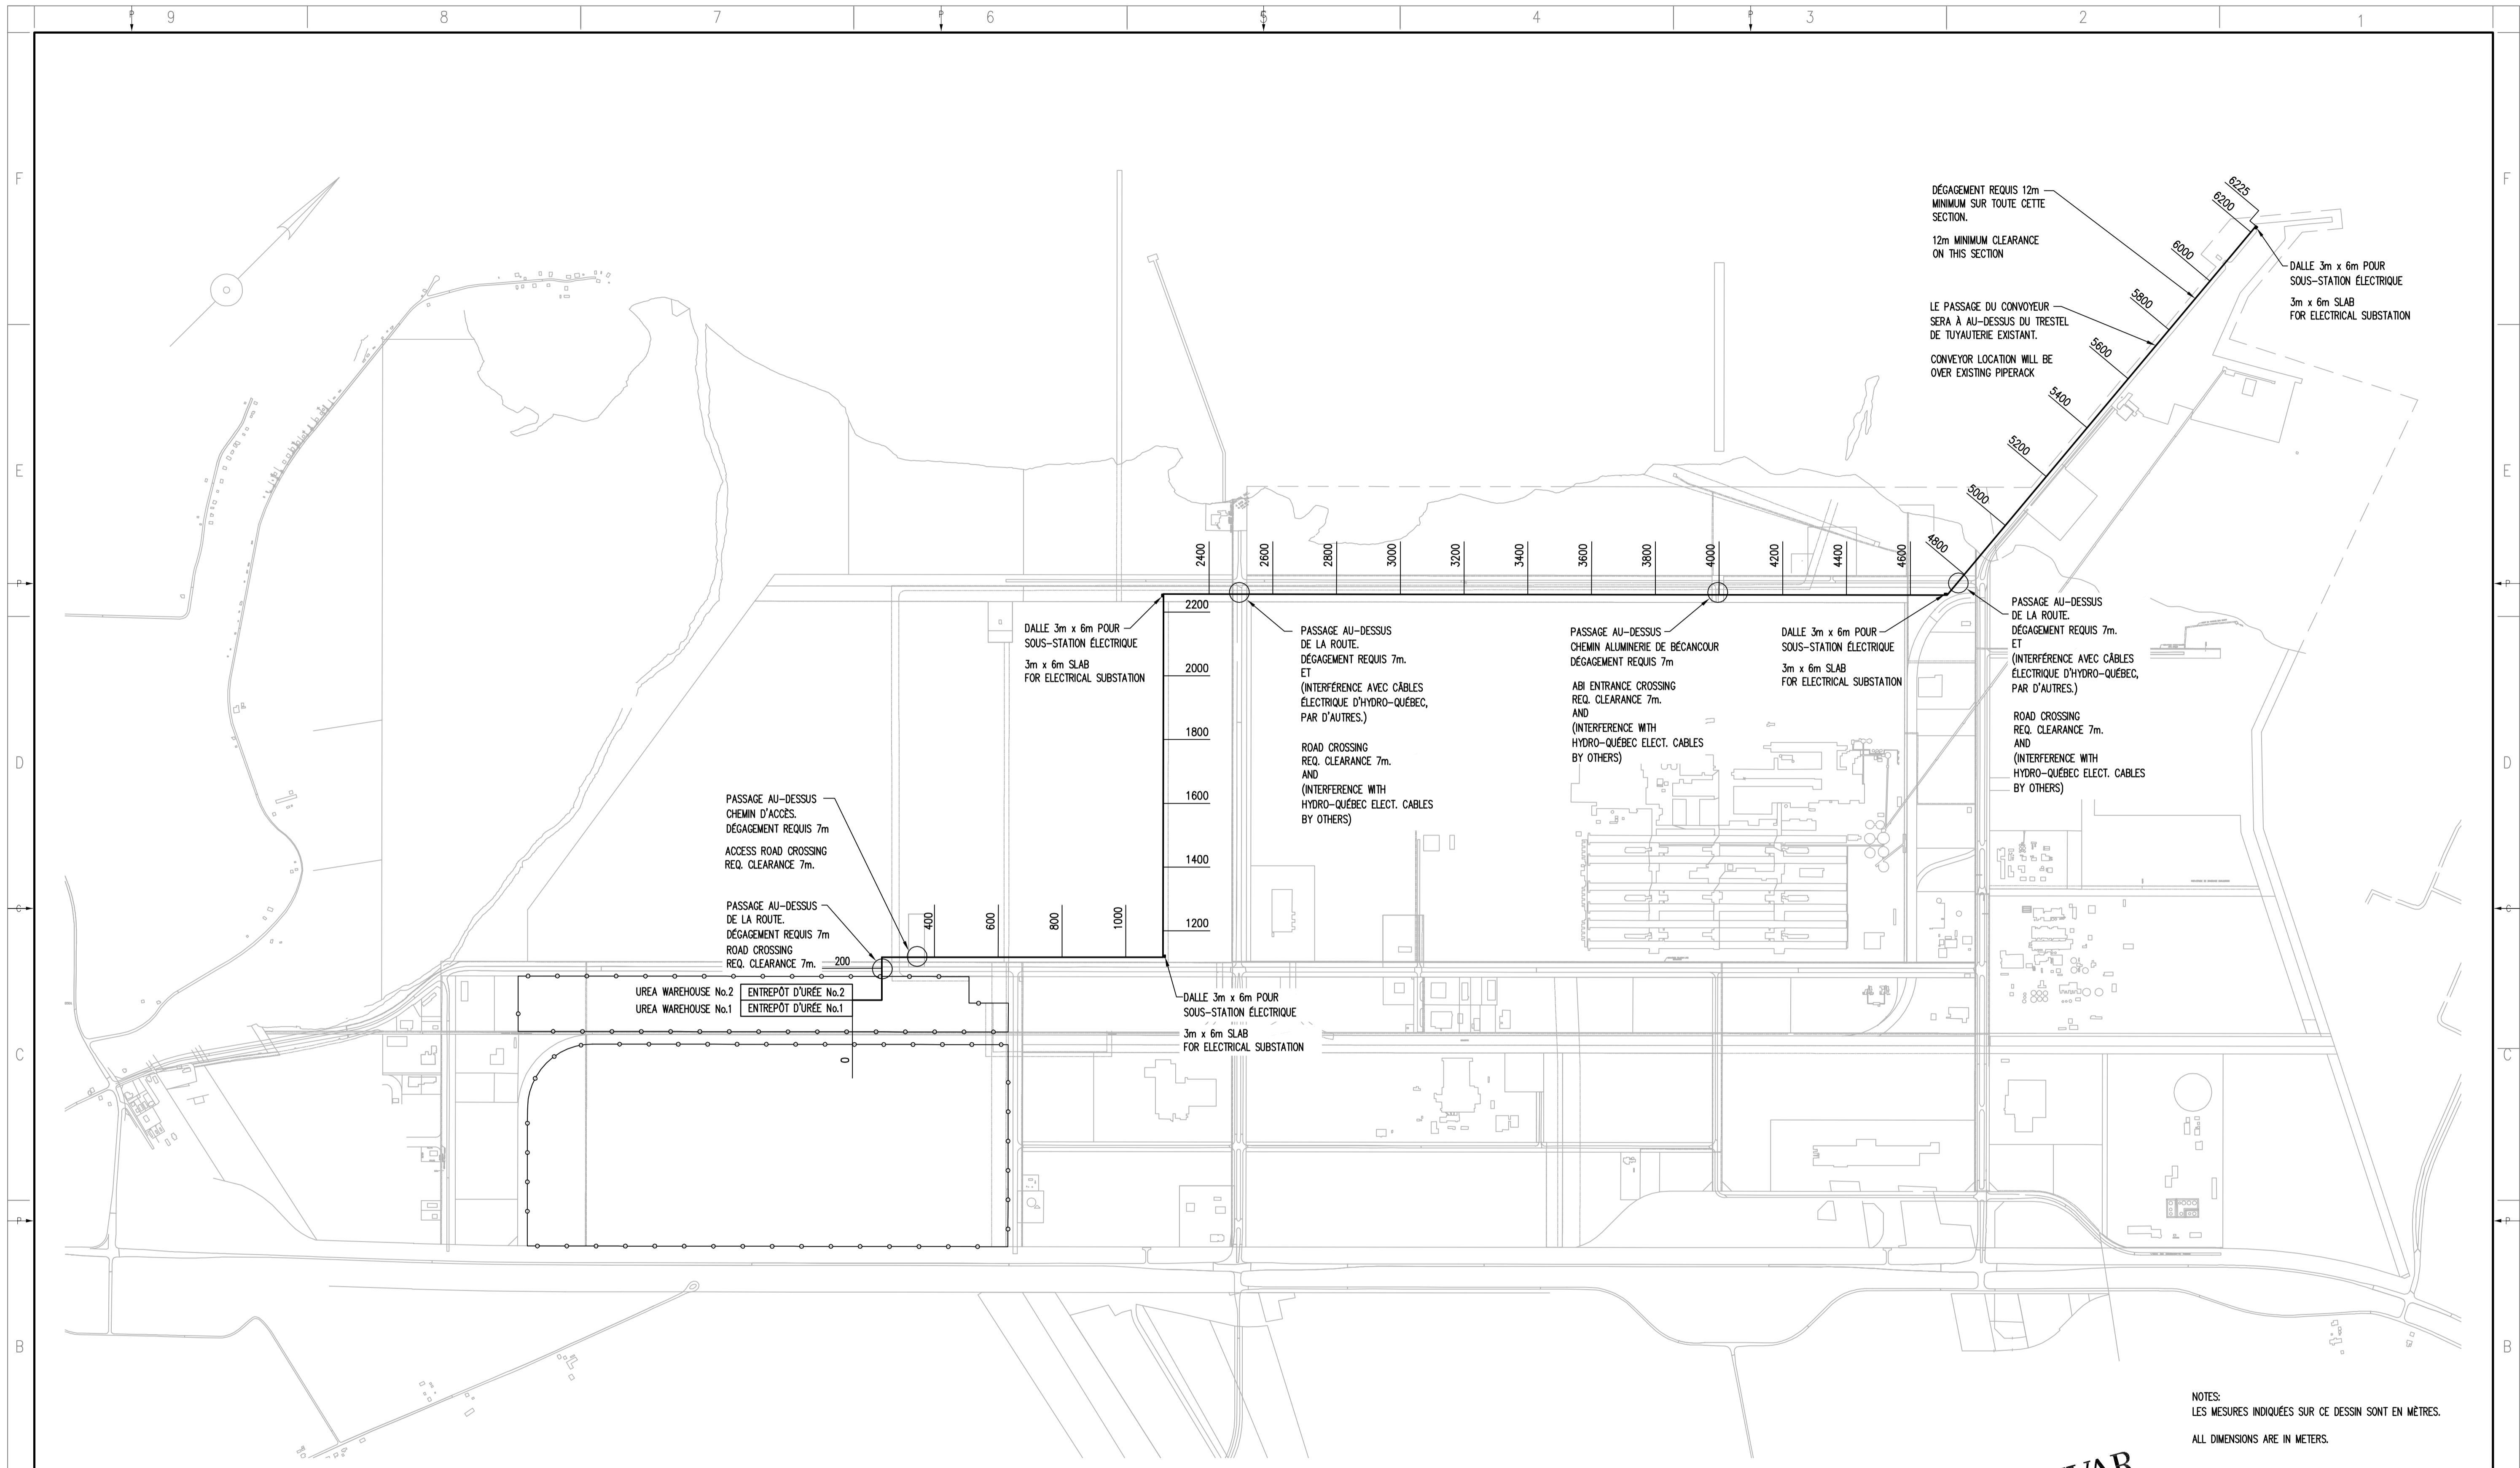 9 8 7 6 5 4 3 2 1
P P P
F F
DÉGAGEMENT REQUIS 12m
MINIMUM SUR TOUTE CETTE
SECTION.
12m MINIMUM CLEARANCE
ON THIS SECTION
6225
6200
6000
5800
5600
5400
5200
5000
4800
DALLE 3m x 6m POUR
SOUS-STATION ÉLECTRIQUE
3m x 6m SLAB
FOR ELECTRICAL SUBSTATION
LE PASSAGE DU CONVOYEUR
SERA À AU-DESSUS DU TRESTEL
DE TUYAUTERIE EXISTANT.
CONVEYOR LOCATION WILL BE
OVER EXISTING PIPERACK
E E
2400 2600 2800 3000 3200 3400 3600 3800 4000 4200 4400 4600
P P
2200
2000
1800
1600
1400
1200
DALLE 3m x 6m POUR
SOUS-STATION ÉLECTRIQUE
3m x 6m SLAB
FOR ELECTRICAL SUBSTATION
PASSAGE AU-DESSUS
DE LA ROUTE.
DÉGAGEMENT REQUIS 7m.
ET
(INTERFÉRENCE AVEC CÂBLES
ÉLECTRIQUE D'HYDRO-QUÉBEC,
PAR D'AUTRES.)
ROAD CROSSING
REQ. CLEARANCE 7m.
AND
(INTERFERENCE WITH
HYDRO-QUÉBEC ELECT. CABLES
BY OTHERS)
PASSAGE AU-DESSUS
CHEMIN ALUMINERIE DE BÉCANCOUR
DÉGAGEMENT REQUIS 7m
ABI ENTRANCE CROSSING
REQ. CLEARANCE 7m.
AND
(INTERFERENCE WITH
HYDRO-QUÉBEC ELECT. CABLES
BY OTHERS)
DALLE 3m x 6m POUR
SOUS-STATION ÉLECTRIQUE
3m x 6m SLAB
FOR ELECTRICAL SUBSTATION
PASSAGE AU-DESSUS
DE LA ROUTE.
DÉGAGEMENT REQUIS 7m.
ET
(INTERFÉRENCE AVEC CÂBLES
ÉLECTRIQUE D'HYDRO-QUÉBEC,
PAR D'AUTRES.)
ROAD CROSSING
REQ. CLEARANCE 7m.
AND
(INTERFERENCE WITH
HYDRO-QUÉBEC ELECT. CABLES
BY OTHERS)
D D
PASSAGE AU-DESSUS
CHEMIN D'ACCÈS.
DÉGAGEMENT REQUIS 7m
ACCESS ROAD CROSSING
REQ. CLEARANCE 7m.
PASSAGE AU-DESSUS
DE LA ROUTE.
DÉGAGEMENT REQUIS 7m
ROAD CROSSING
REQ. CLEARANCE 7m.
200
400 600 800 1000
UREA WAREHOUSE No.2 ENTREPÔT D'URÉE No.2
UREA WAREHOUSE No.1 ENTREPÔT D'URÉE No.1
0
DALLE 3m x 6m POUR
SOUS-STATION ÉLECTRIQUE
3m x 6m SLAB
FOR ELECTRICAL SUBSTATION
C C
P P
B B
NOTES:
LES MESURES INDIQUÉES SUR CE DESSIN SONT EN MÈTRES.
ALL DIMENSIONS ARE IN METERS.